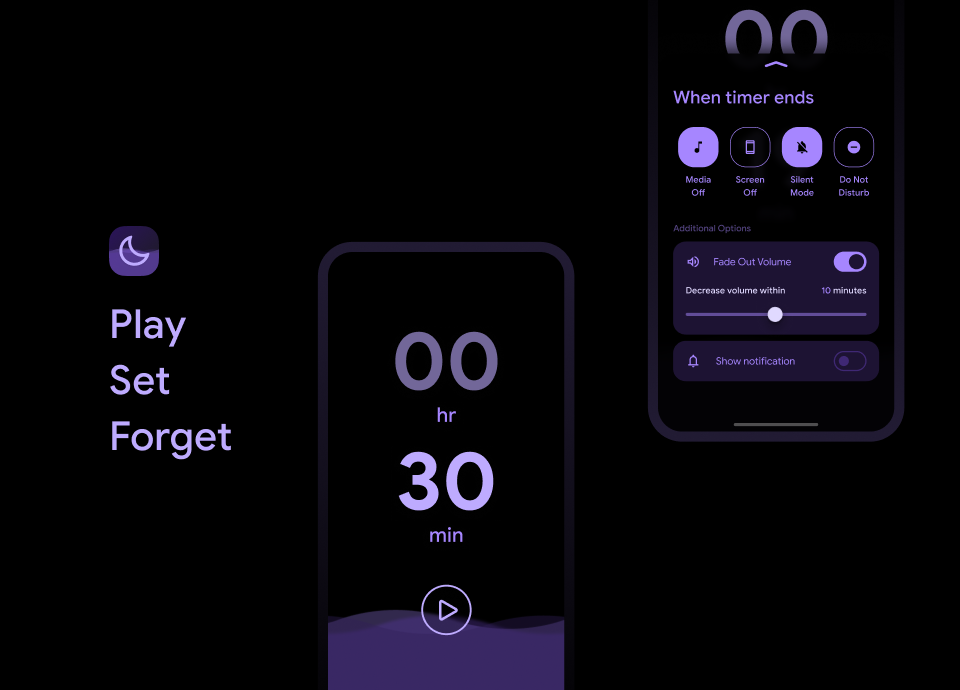 Play
Set
Forget
00
hr
30
min
00
When timer ends
Media Off
Screen Off
Silent Mode
Do Not Disturb
Additional Options
Fade Out Volume
Decrease volume within 10 minutes
Show notification